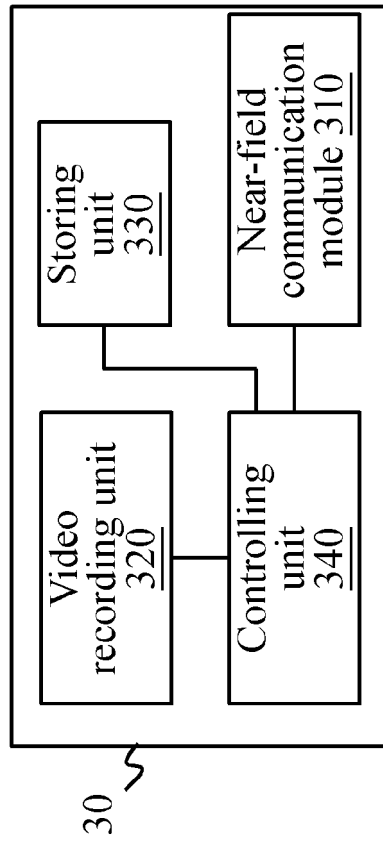 30
Video
recording unit
320
Storing
unit
330
Controlling
unit
340
Near-field
communication
module 310